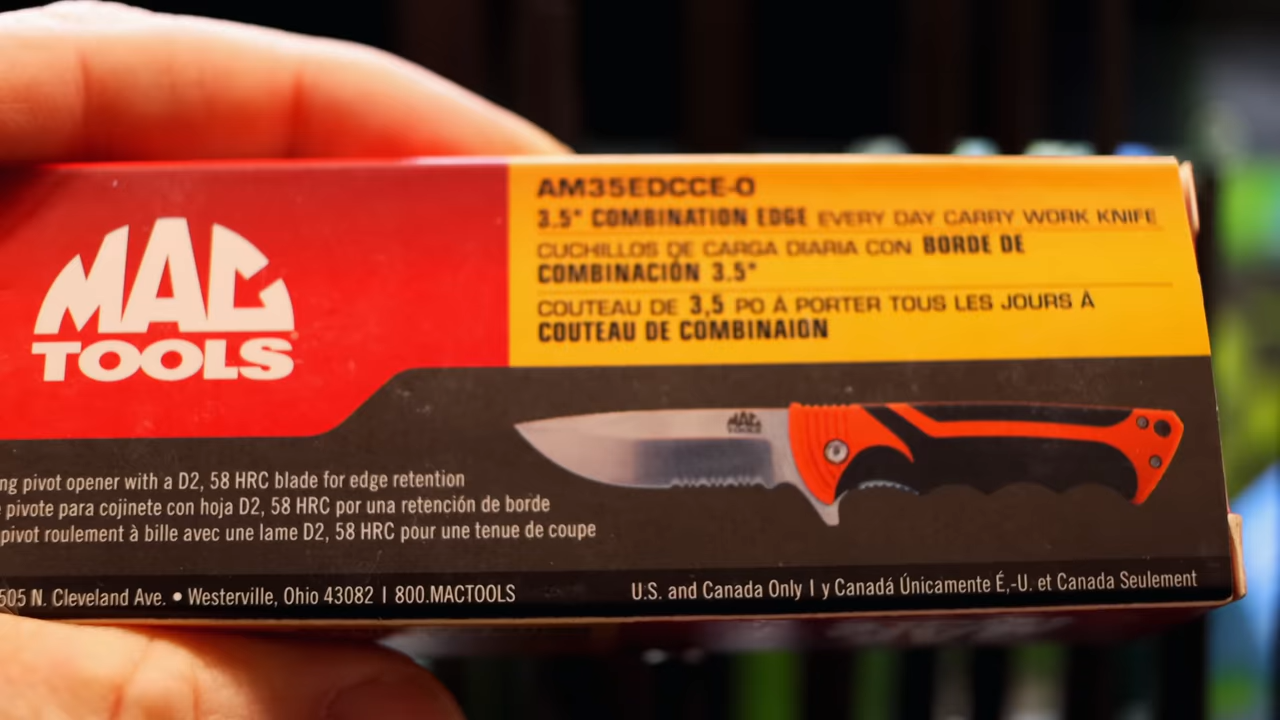 MAC
TOOLS
AM35EDCCE-O
3.5" COMBINATION EDGE EVERY DAY CARRY WORK KNIFE
CUCHILLOS DE CARGA DIARIA CON BORDE DE
COMBINACIÓN 3.5"
COUTEAU DE 3,5 PO À PORTER TOUS LES JOURS À
COUTEAU DE COMBINAION
MAC
TOOLS
ng pivot opener with a D2, 58 HRC blade for edge retention
pivote para cojinete con hoja D2, 58 HRC por una retención de borde
pivot roulement à bille avec une lame D2, 58 HRC pour une tenue de coupe
505 N. Cleveland Ave. • Westerville, Ohio 43082 | 800.MACTOOLS
U.S. and Canada Only | y Canadá Únicamente É,-U. et Canada Seulement